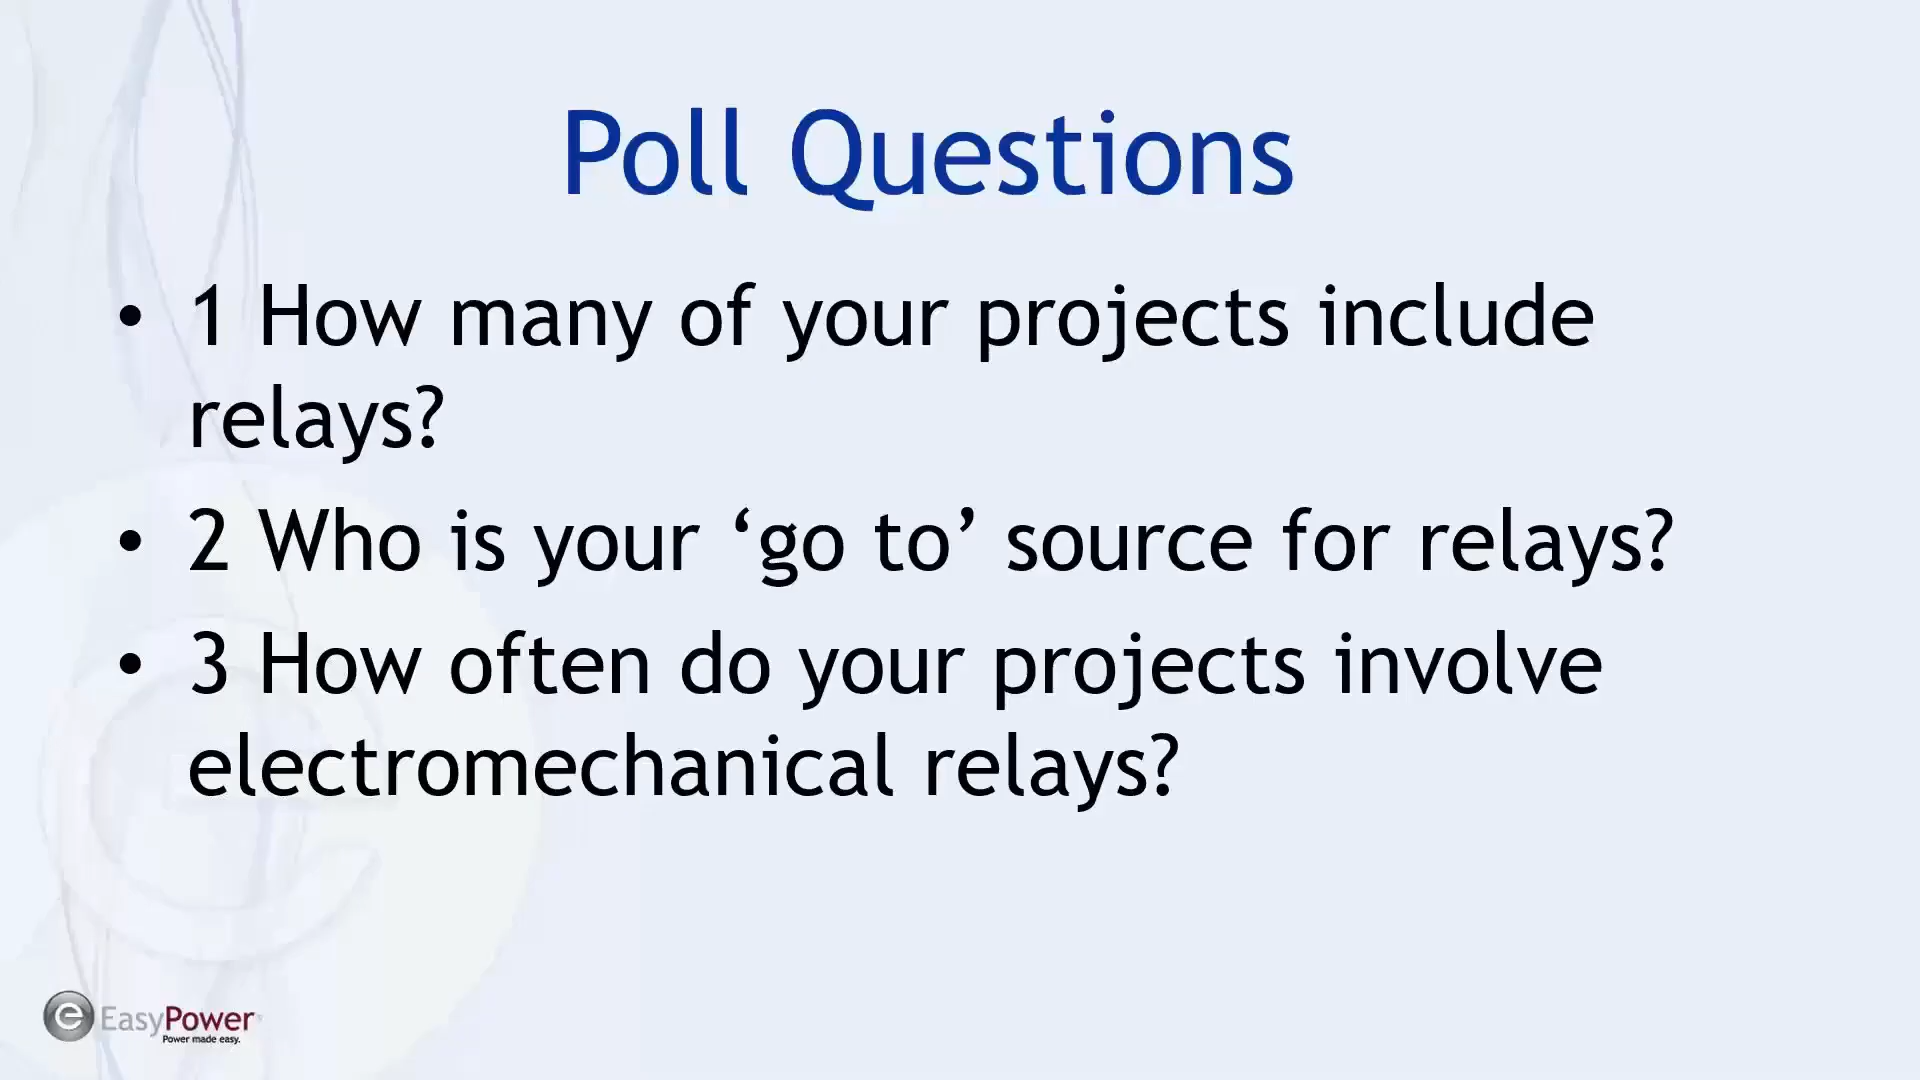 Poll Questions
• 1 How many of your projects include
relays?
• 2 Who is your ‘go to’ source for relays?
• 3 How often do your projects involve
electromechanical relays?
e EasyPower
Power made easy.